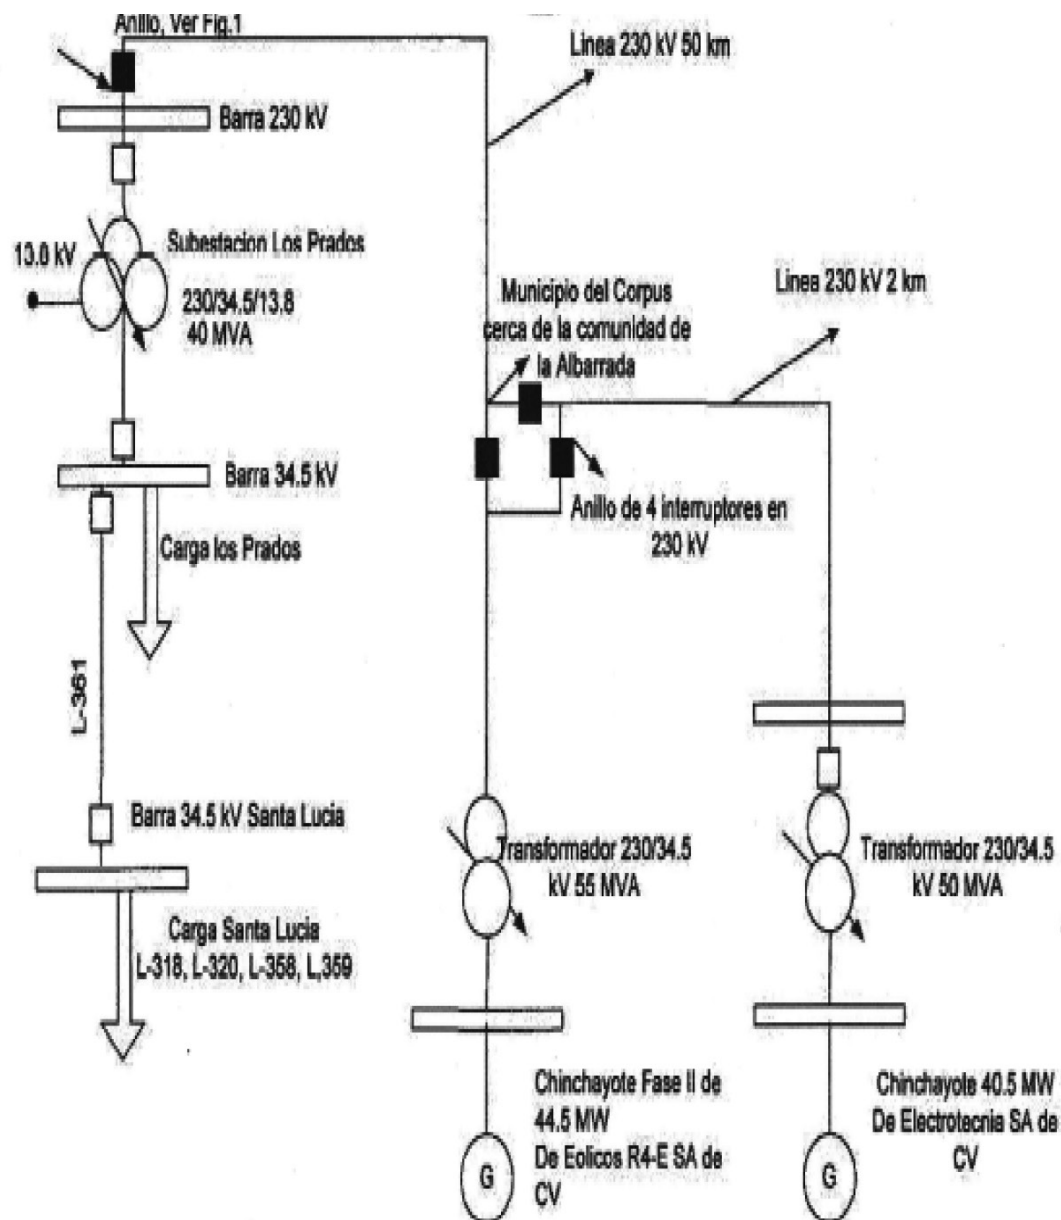 Anillo, Ver Fig.1
Linea 230 kV 50 km
Barra 230 kV
13.8 kV
Subestacion Los Prados
230/34.5/13.8
40 MVA
Municipio del Corpus
cerca de la comunidad de
la Albarrada
Linea 230 kV 2 km
Barra 34.5 kV
Anillo de 4 interruptores en
230 kV
Carga los Prados
L-361
Barra 34.5 kV Santa Lucia
Transformador 230/34.5
kV 55 MVA
Transformador 230/34.5
kV 50 MVA
Carga Santa Lucia
L-318, L-320, L-358, L,359
Chinchayote Fase II de
44.5 MW
De Eolicos R4-E SA de
CV
Chinchayote 40.5 MW
De Electrotecnia SA de
CV
G
G